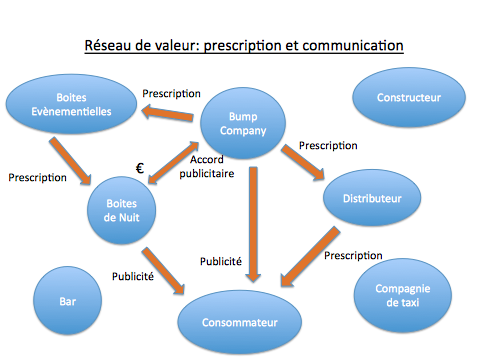 Réseau de valeur: prescription et communication
Prescription
Boites
Evènementielles
Bump
Company
Constructeur
Prescription
Accord
publicitaire
€
Prescription
Boites
de Nuit
Distributeur
Publicité
Publicité
Prescription
Bar
Consommateur
Compagnie
de taxi